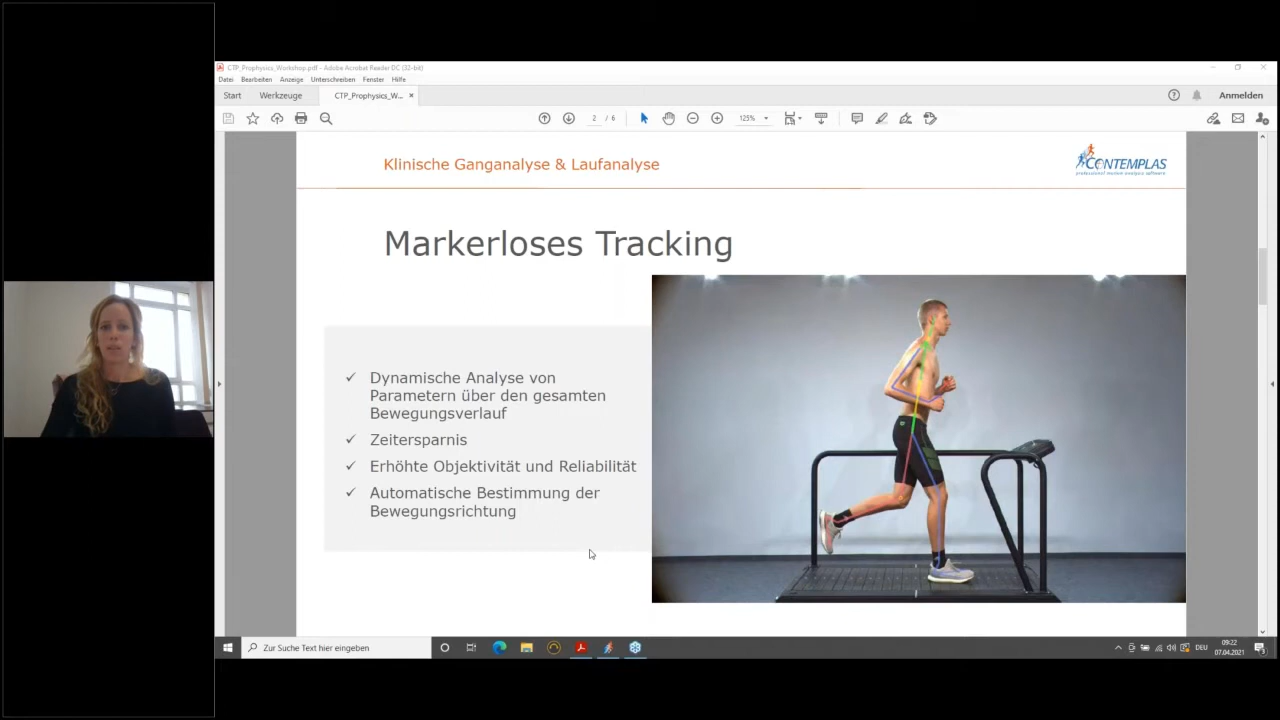 CTP_Prophysics_Workshop.pdf - Adobe Acrobat Reader DC (32-bit)
Datei Bearbeiten Anzeige Unterschreiben Fenster Hilfe
Start Werkzeuge CTP_Prophysics_W... × Anmelden
2 / 6 125%
Klinische Ganganalyse & Laufanalyse
CONTEMPLAS
professional motion analysis software
Markerloses Tracking
✓ Dynamische Analyse von
Parametern über den gesamten
Bewegungsverlauf
✓ Zeitersparnis
✓ Erhöhte Objektivität und Reliabilität
✓ Automatische Bestimmung der
Bewegungsrichtung
Zur Suche Text hier eingeben
DEU
09:22
07.04.2021